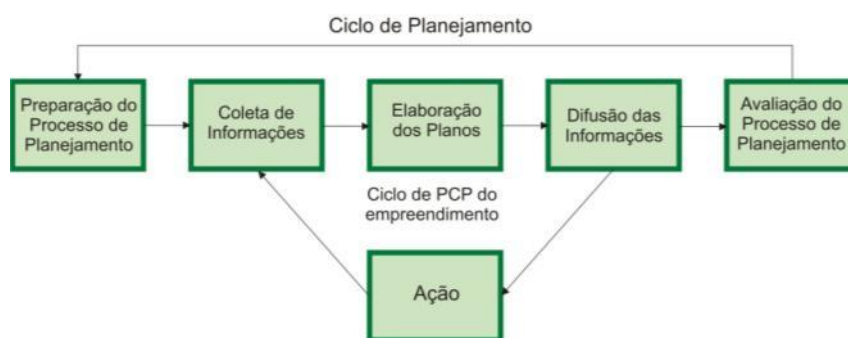 Ciclo de Planejamento
Preparação do
Processo de
Planejamento
Coleta de
Informações
Elaboração
dos Planos
Difusão das
Informações
Avaliação do
Processo de
Planejamento
Ciclo de PCP do
empreendimento
Ação